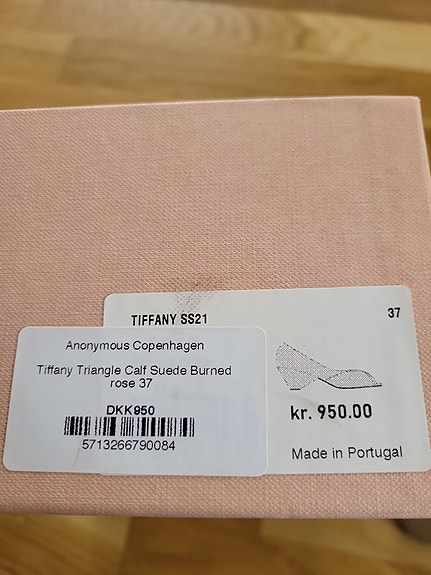 TIFFANY SS21
37
Anonymous Copenhagen
Tiffany Triangle Calf Suede Burned
rose 37
DKK950
5713266790084
kr. 950.00
Made in Portugal